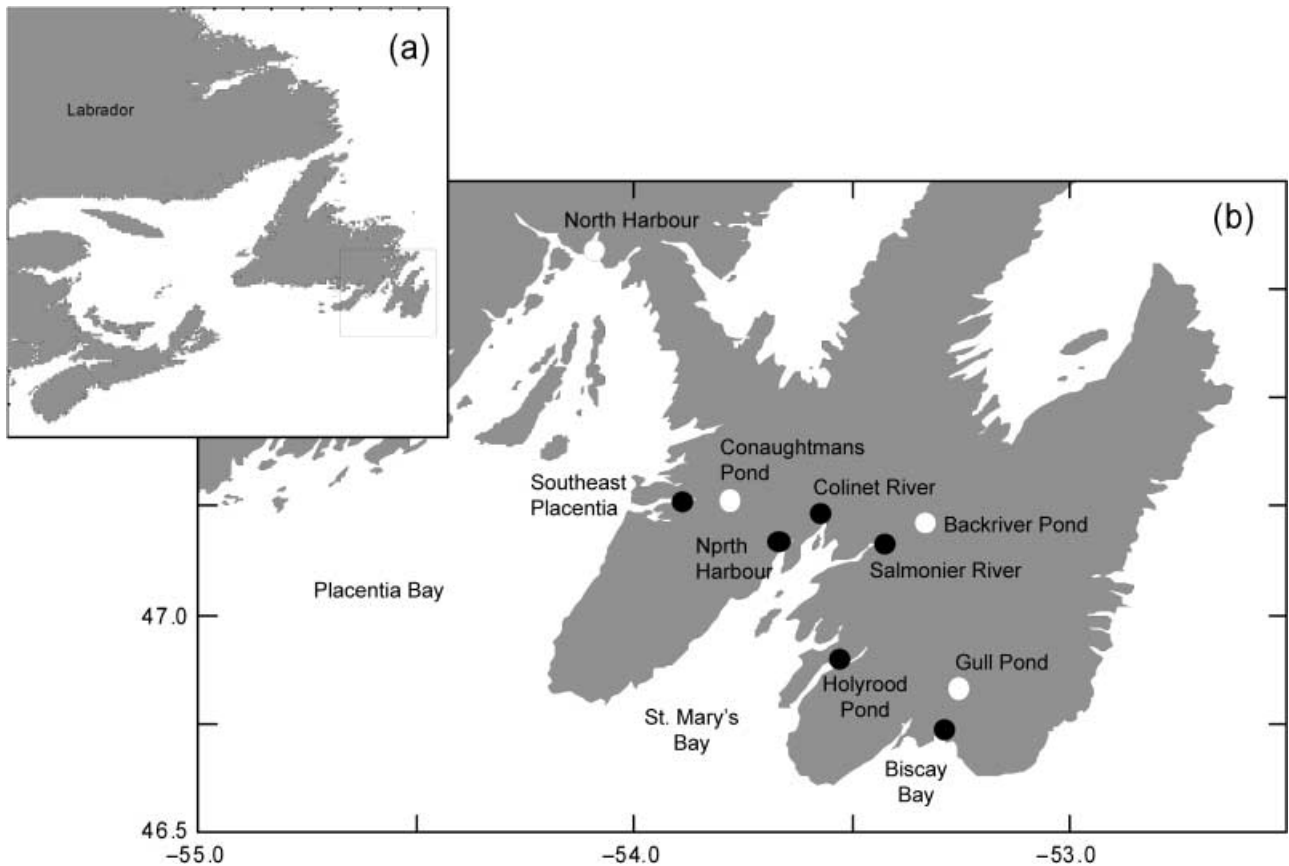 (a)
Labrador
(b)
North Harbour
Conaughtmans
Pond
Southeast
Placentia
Colinet River
Backriver Pond
Nprth
Harbour
Salmonier River
Placentia Bay
47.0
Gull Pond
Holyrood
Pond
St. Mary's
Bay
Biscay
Bay
46.5
−55.0
−54.0
−53.0